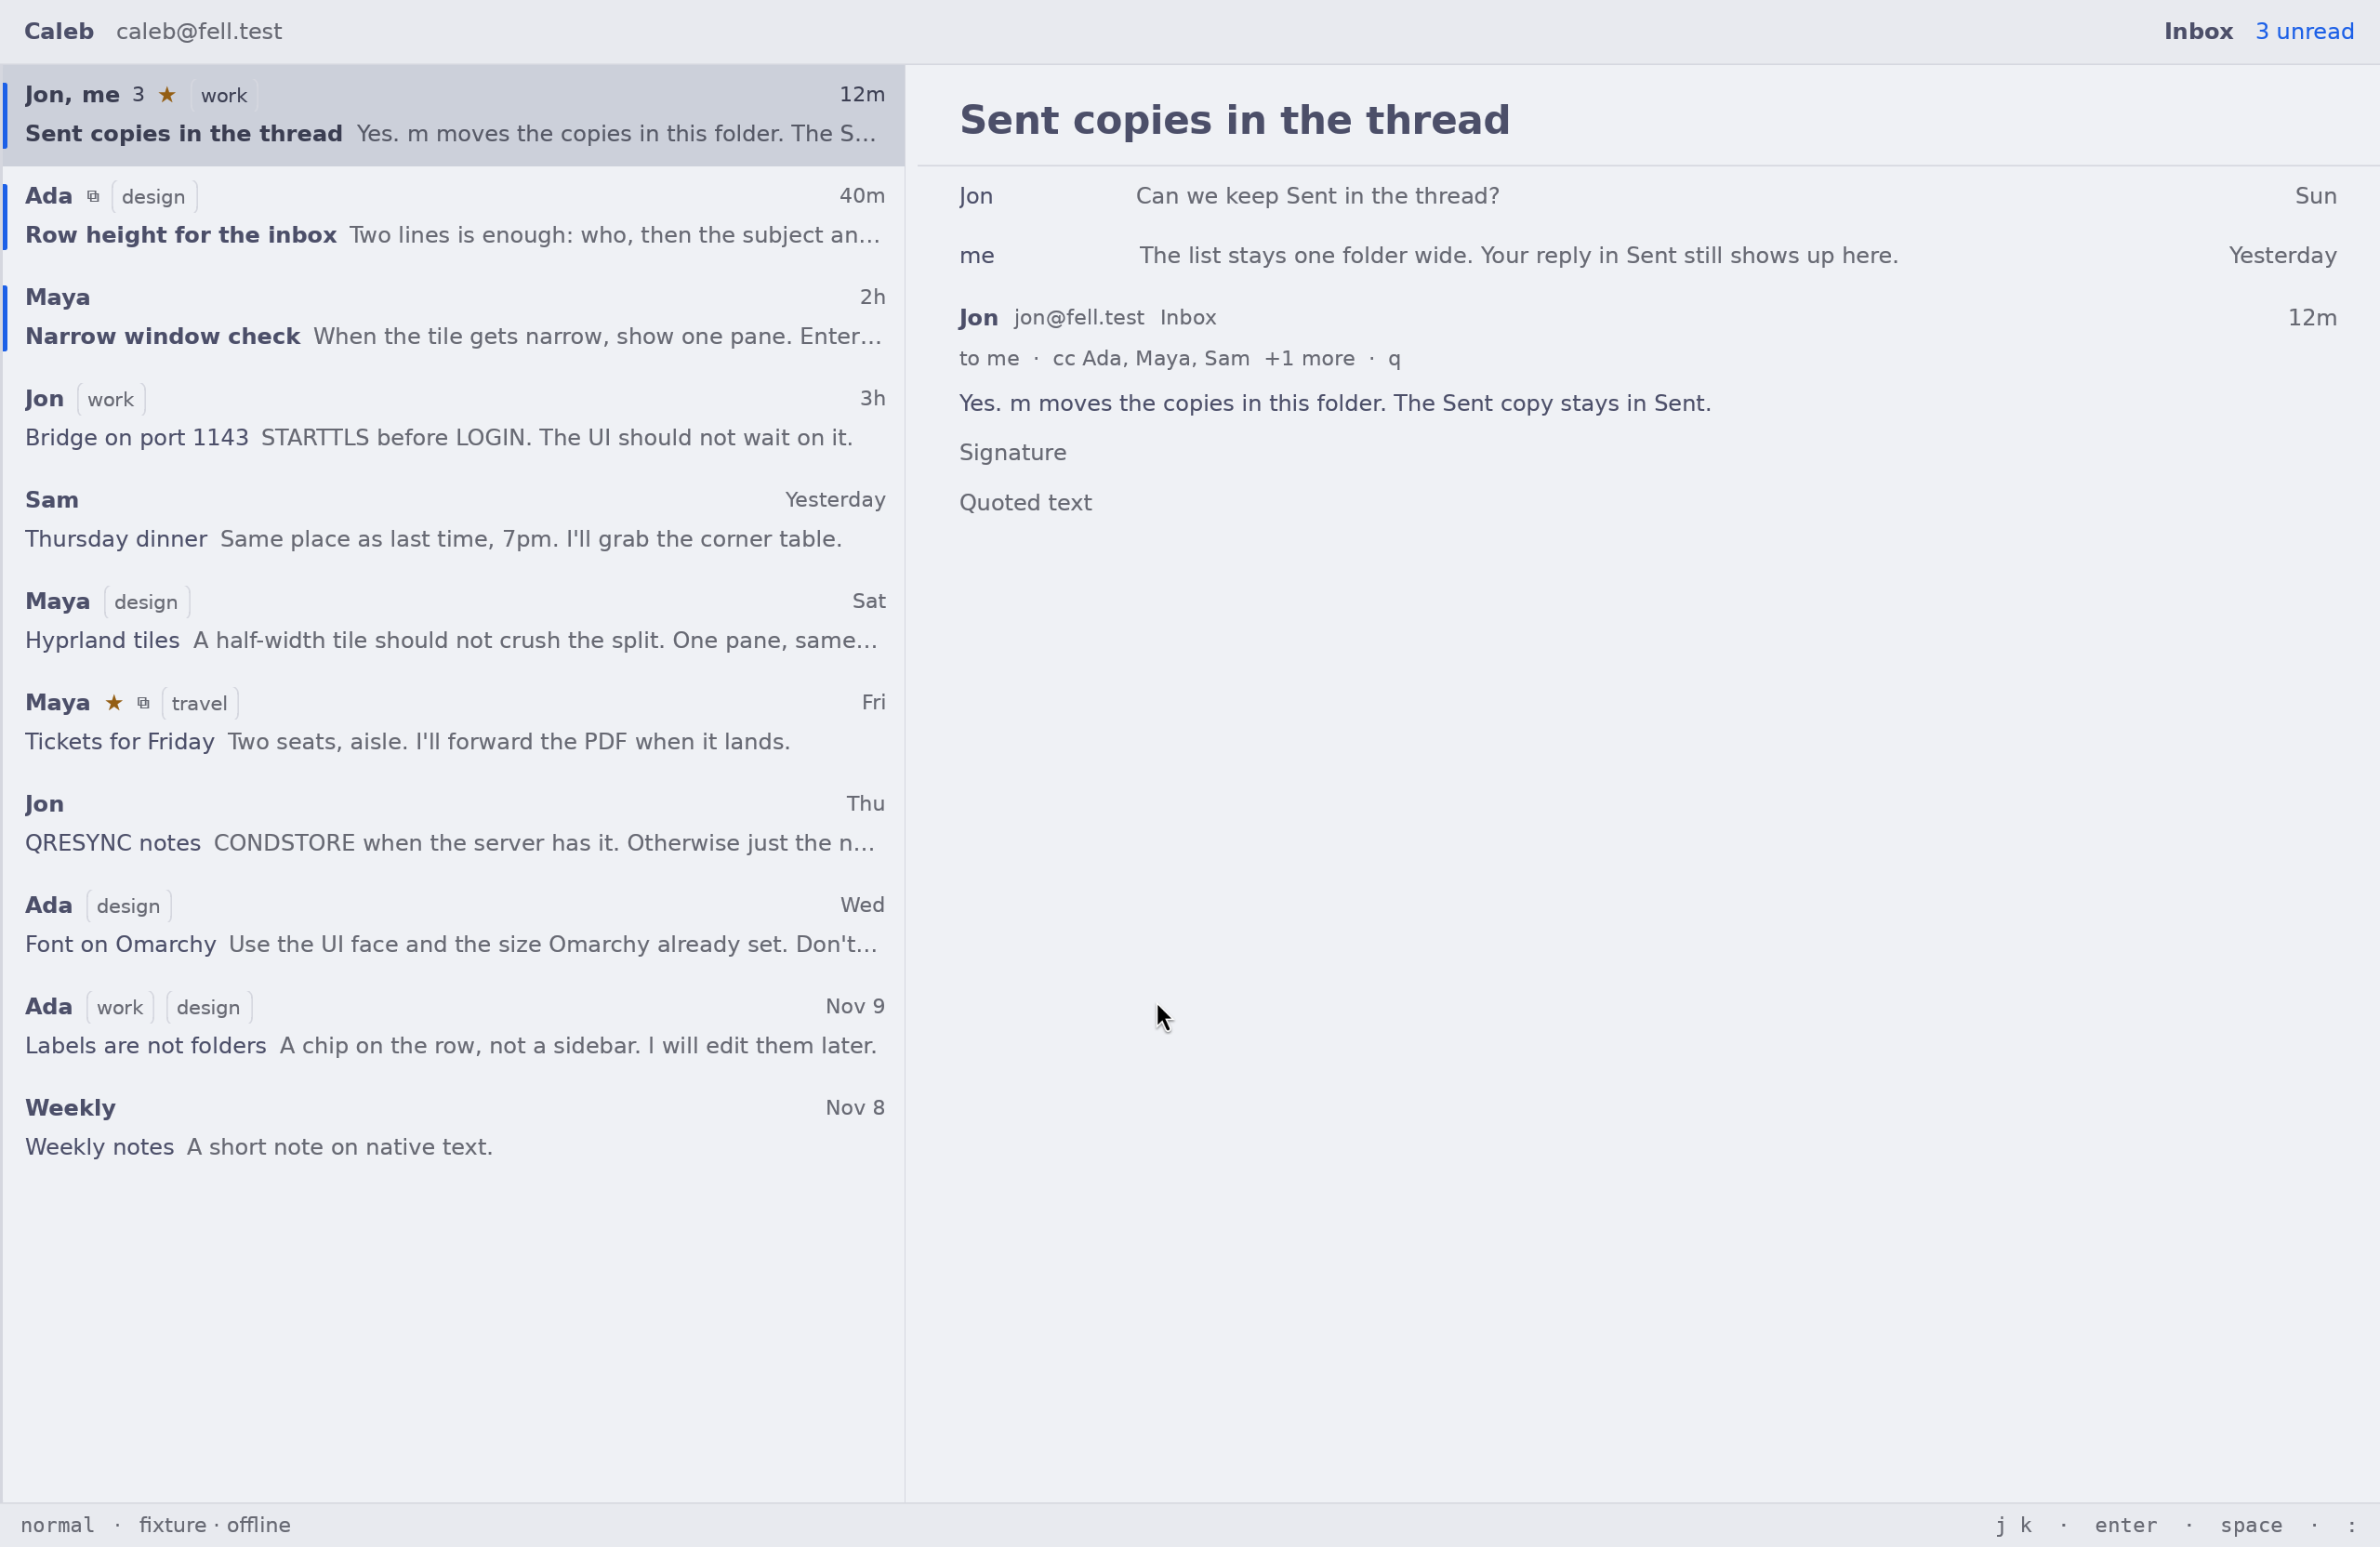 Caleb caleb@fell.test
Inbox 3 unread
Jon, me 3 ★ work 12m
Sent copies in the thread Yes. m moves the copies in this folder. The S…
Ada design 40m
Row height for the inbox Two lines is enough: who, then the subject an…
Maya 2h
Narrow window check When the tile gets narrow, show one pane. Enter…
Jon work 3h
Bridge on port 1143 STARTTLS before LOGIN. The UI should not wait on it.
Sam Yesterday
Thursday dinner Same place as last time, 7pm. I'll grab the corner table.
Maya design Sat
Hyprland tiles A half-width tile should not crush the split. One pane, same…
Maya ★ travel Fri
Tickets for Friday Two seats, aisle. I'll forward the PDF when it lands.
Jon Thu
QRESYNC notes CONDSTORE when the server has it. Otherwise just the n…
Ada design Wed
Font on Omarchy Use the UI face and the size Omarchy already set. Don't…
Ada work design Nov 9
Labels are not folders A chip on the row, not a sidebar. I will edit them later.
Weekly Nov 8
Weekly notes A short note on native text.
Sent copies in the thread
Jon Can we keep Sent in the thread? Sun
me The list stays one folder wide. Your reply in Sent still shows up here. Yesterday
Jon jon@fell.test Inbox 12m
to me · cc Ada, Maya, Sam +1 more · q
Yes. m moves the copies in this folder. The Sent copy stays in Sent.
Signature
Quoted text
normal · fixture · offline
j k · enter · space · :